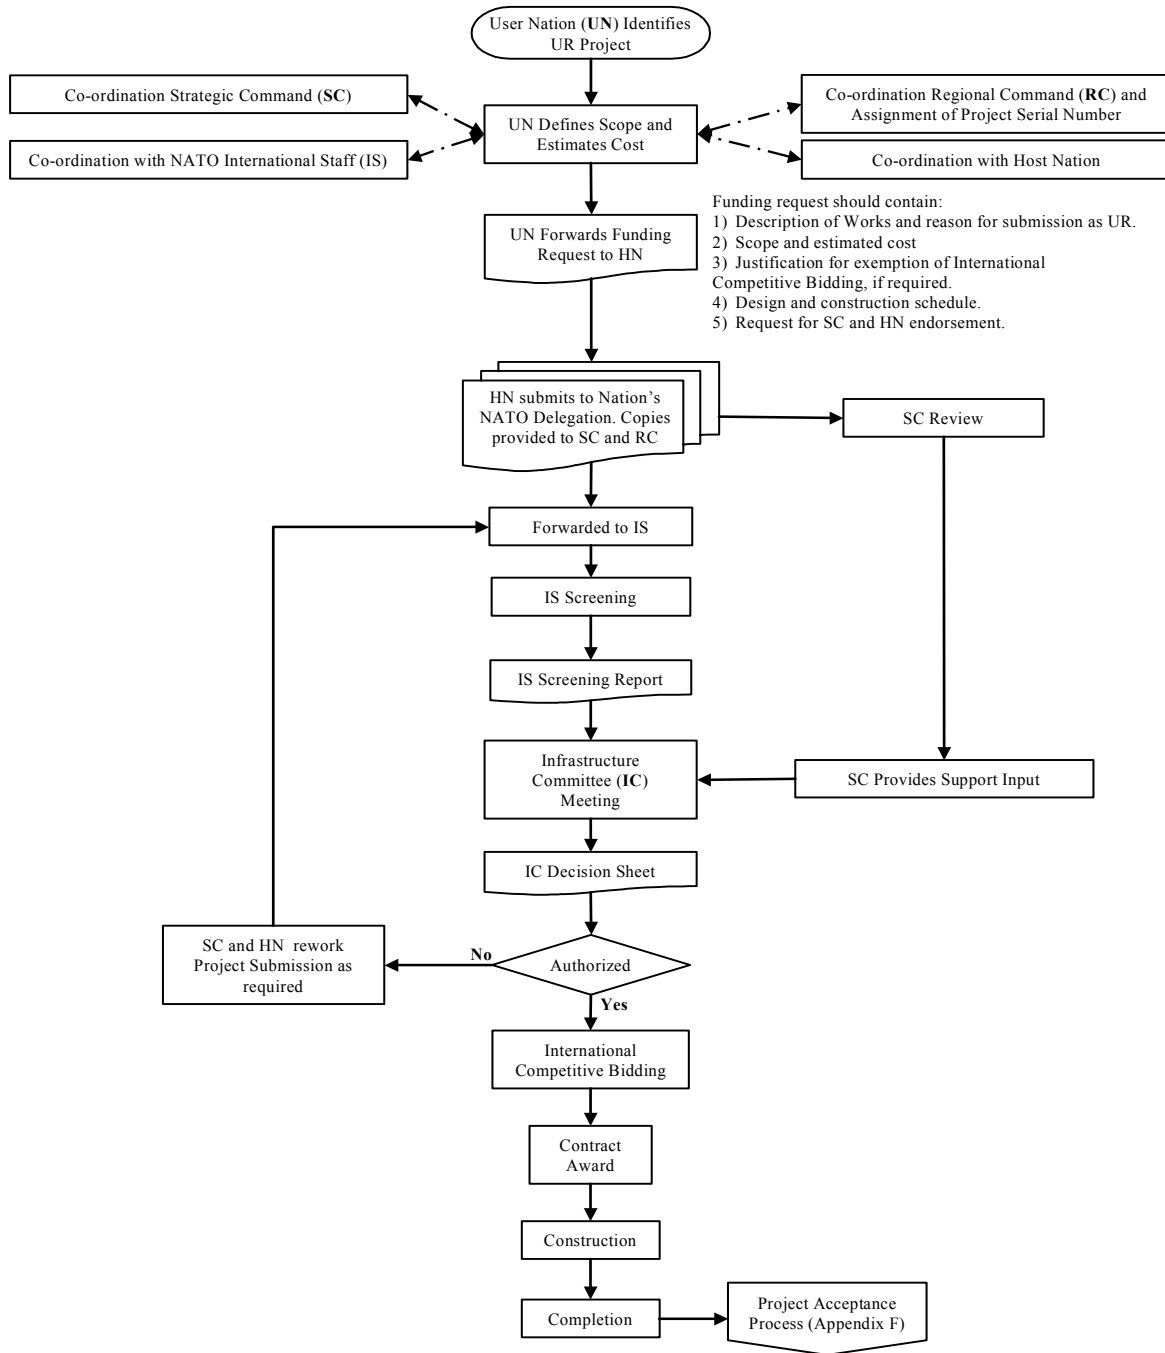 User Nation (UN) Identifies
UR Project
Co-ordination Strategic Command (SC)
Co-ordination Regional Command (RC) and
Assignment of Project Serial Number
UN Defines Scope and
Estimates Cost
Co-ordination with NATO International Staff (IS)
Co-ordination with Host Nation
Funding request should contain:
1) Description of Works and reason for submission as UR.
2) Scope and estimated cost
3) Justification for exemption of International
Competitive Bidding, if required.
4) Design and construction schedule.
5) Request for SC and HN endorsement.
UN Forwards Funding
Request to HN
HN submits to Nation's
NATO Delegation. Copies
provided to SC and RC
SC Review
Forwarded to IS
IS Screening
IS Screening Report
Infrastructure
Committee (IC)
Meeting
SC Provides Support Input
IC Decision Sheet
SC and HN rework
Project Submission as
required
No
Authorized
Yes
International
Competitive Bidding
Contract
Award
Construction
Completion
Project Acceptance
Process (Appendix F)